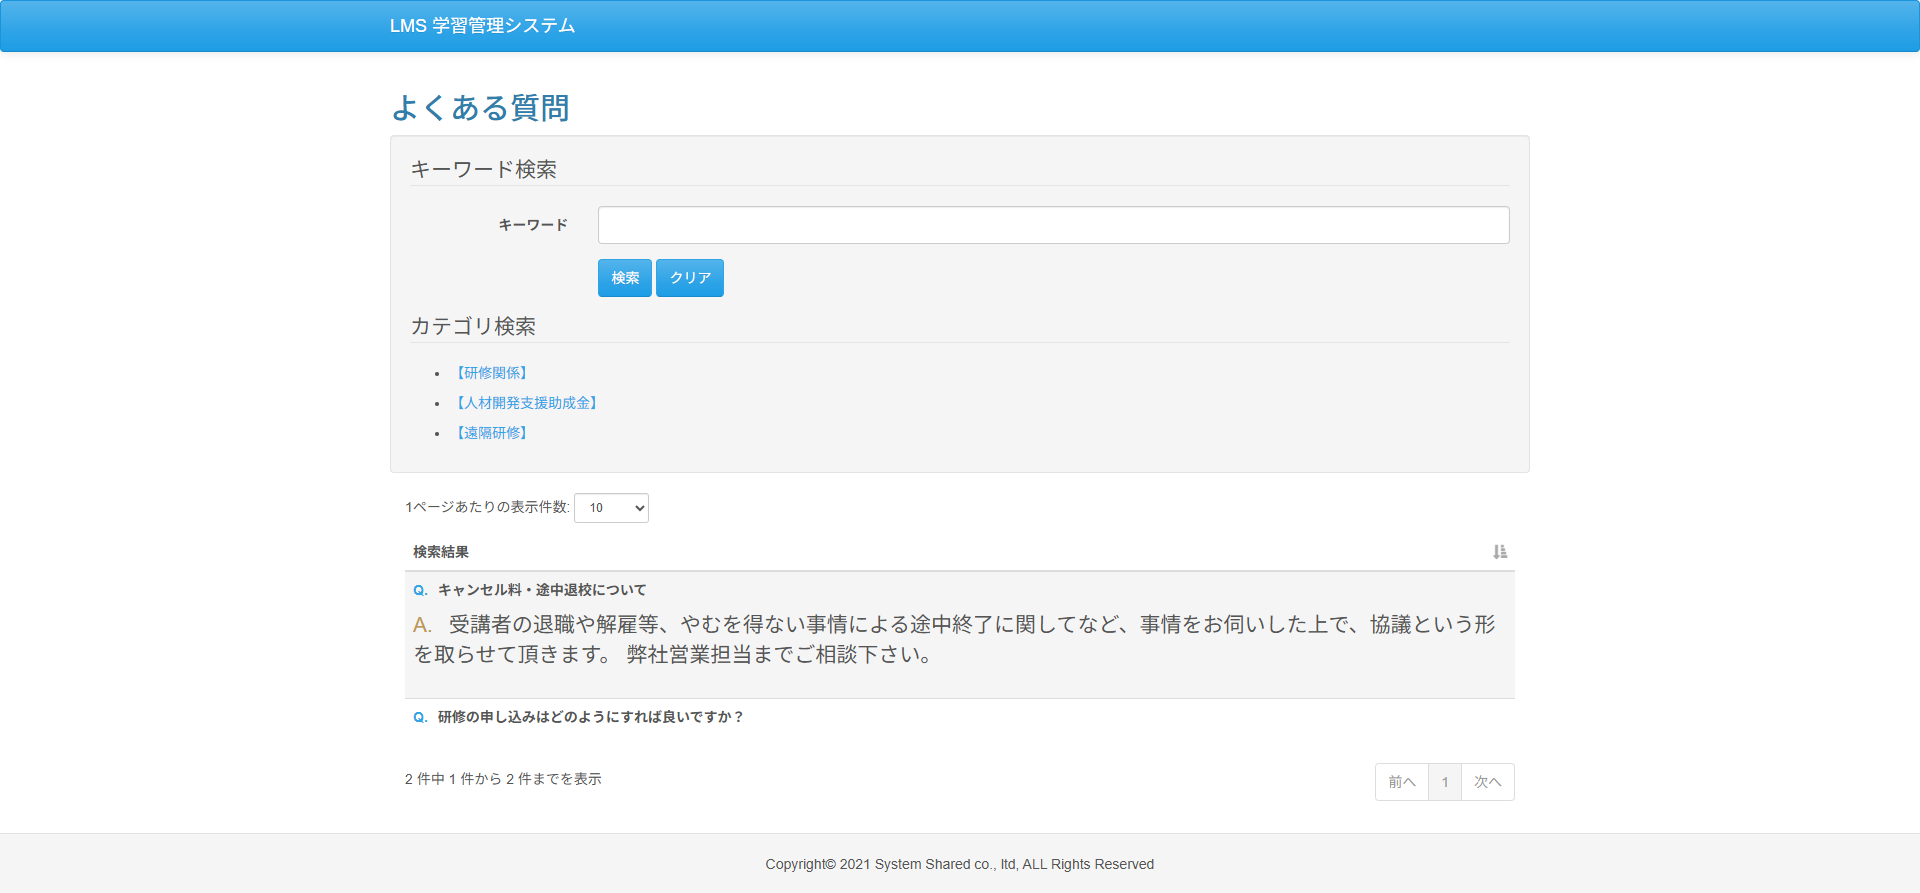 LMS 学習管理システム
よくある質問
キーワード検索
キーワード
検索 クリア
カテゴリ検索
【研修関係】
【人材開発支援助成金】
【遠隔研修】
1ページあたりの表示件数: 10
検索結果
Q. キャンセル料・途中退校について
A. 受講者の退職や解雇等、やむを得ない事情による途中終了に関してなど、事情をお伺いした上で、協議という形
を取らせて頂きます。 弊社営業担当までご相談下さい。
Q. 研修の申し込みはどのようにすれば良いですか？
2 件中 1 件から 2 件までを表示
前へ 1 次へ
Copyright© 2021 System Shared co., ltd, ALL Rights Reserved